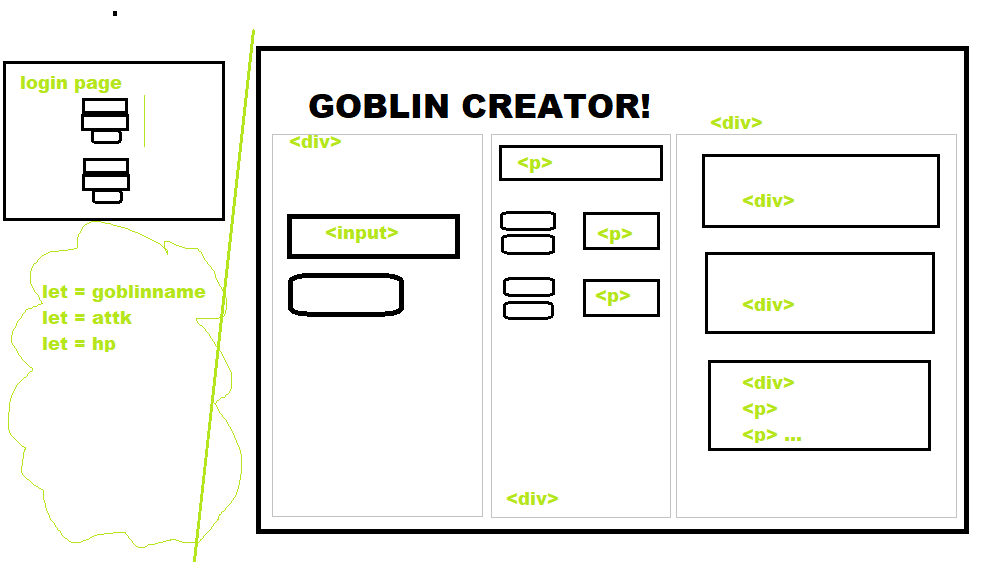 login page
let = goblinname
let = attk
let = hp
GOBLIN CREATOR!
<div>
<input>
<p>
<p>
<p>
<div>
<div>
<div>
<div>
<div>
<p>
<p> ...